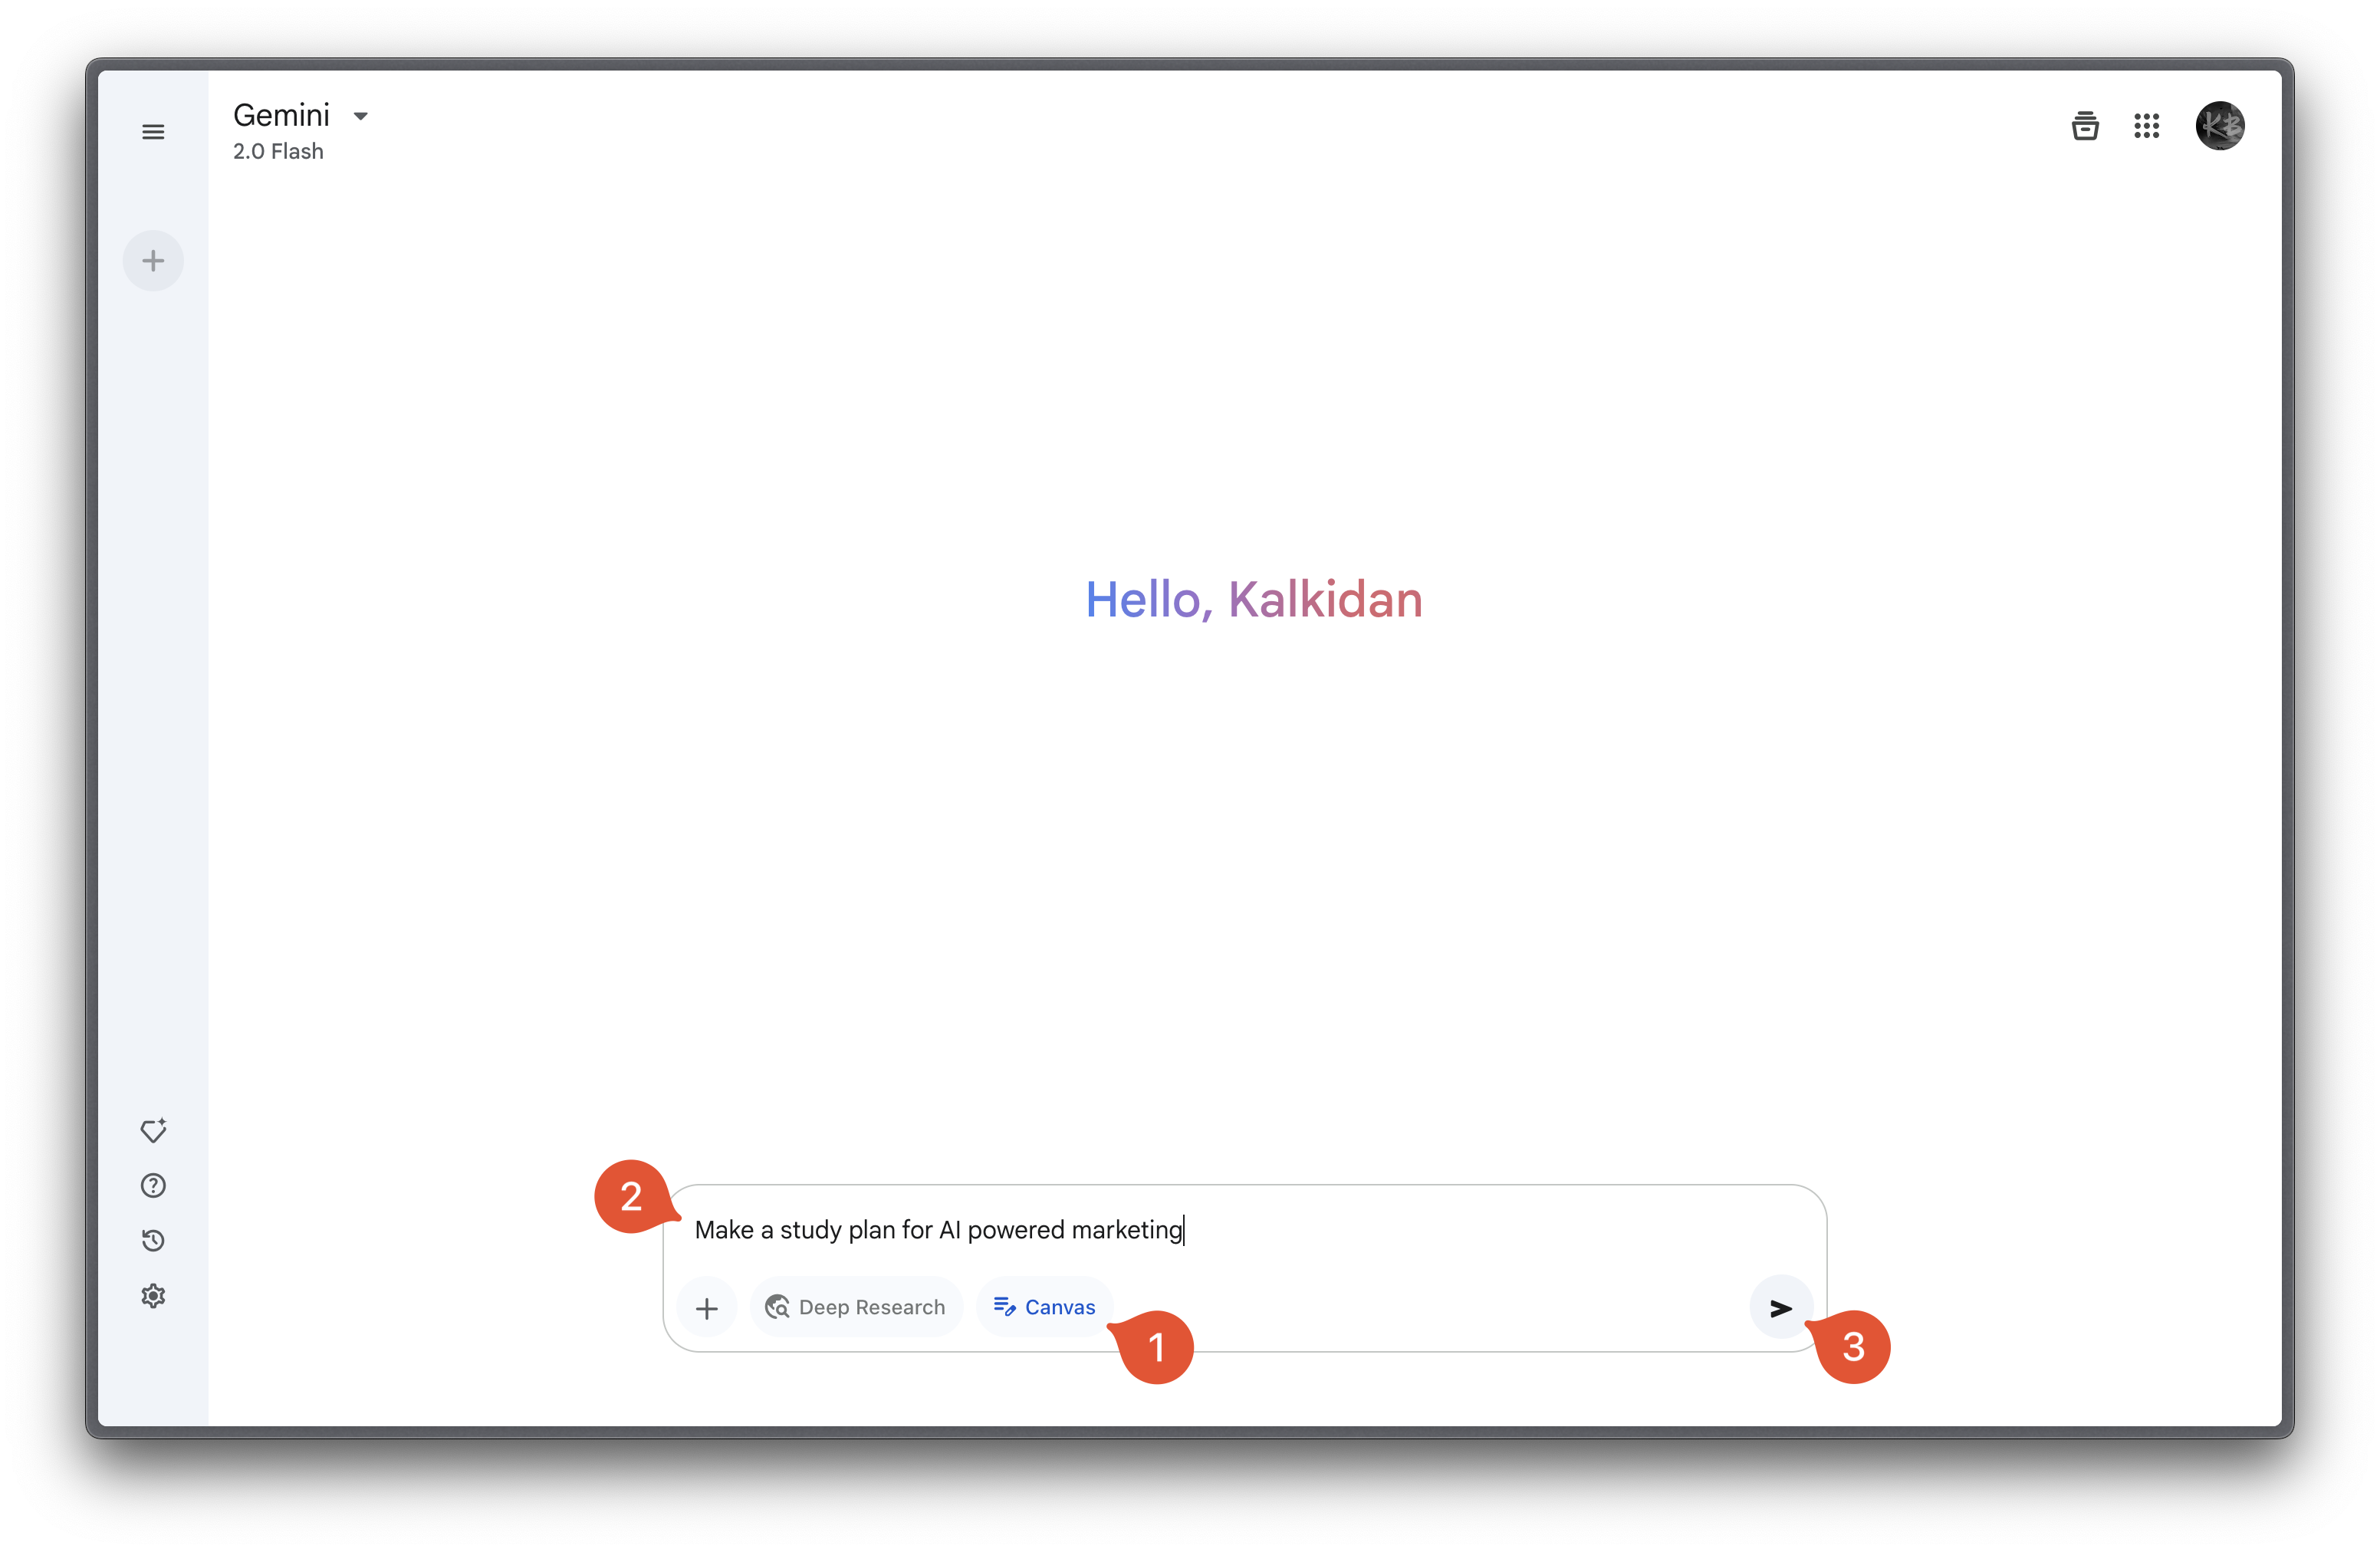 Gemini
2.0 Flash
KB
Hello, Kalkidan
2
Make a study plan for AI powered marketing
Deep Research
Canvas
1
3